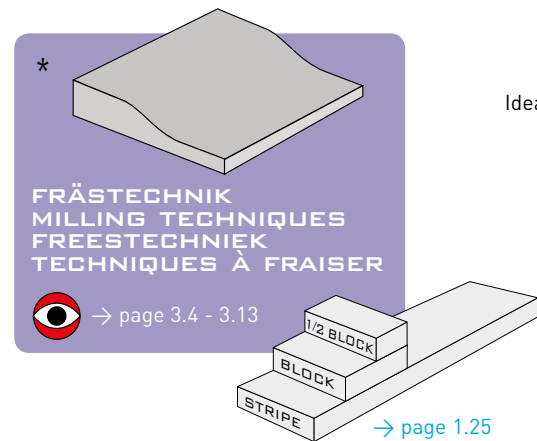 *
Idea
FRÄSTECHNIK
MILLING TECHNIQUES
FREESTECHNIEK
TECHNIQUES À FRAISER
→ page 3.4 - 3.13
1/2 BLOCK
BLOCK
STRIPE
→ page 1.25